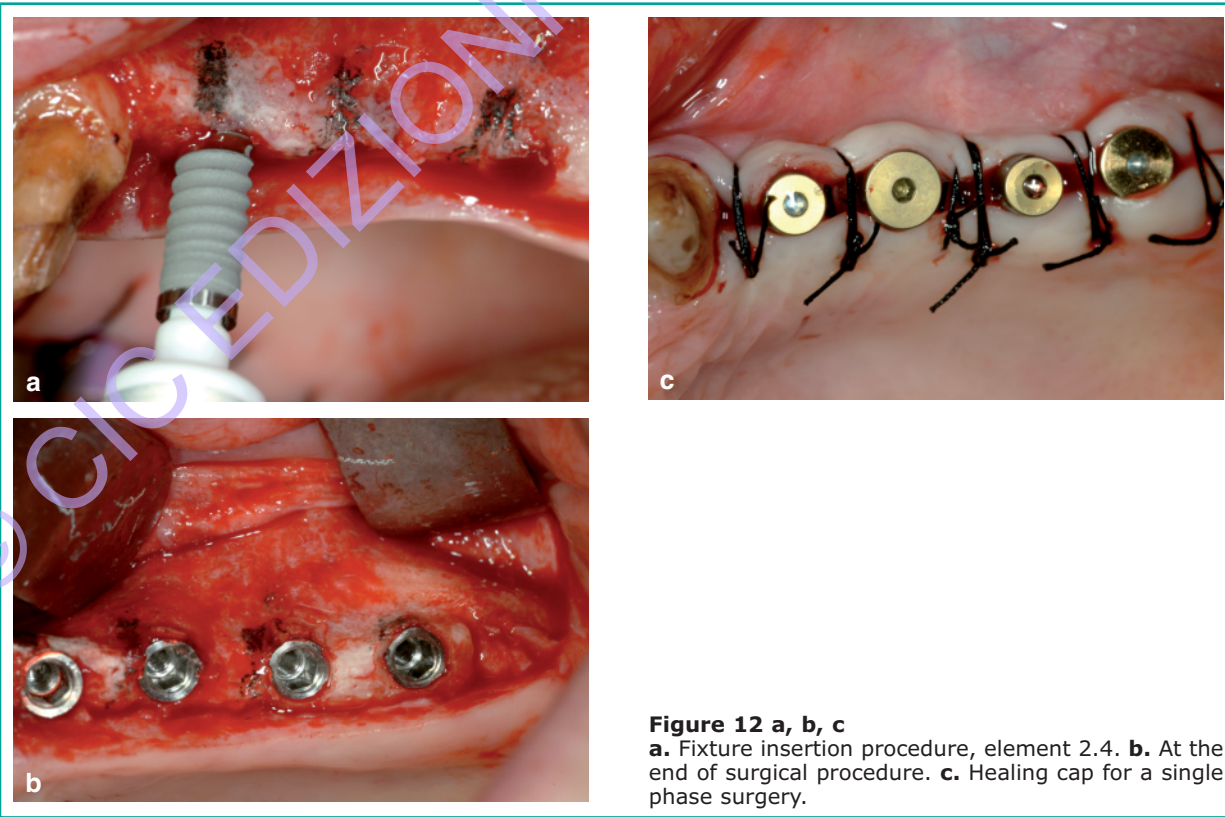 a
c
b
© CIC EDIZIONI
Figure 12 a, b, c
a. Fixture insertion procedure, element 2.4. b. At the
end of surgical procedure. c. Healing cap for a single
phase surgery.